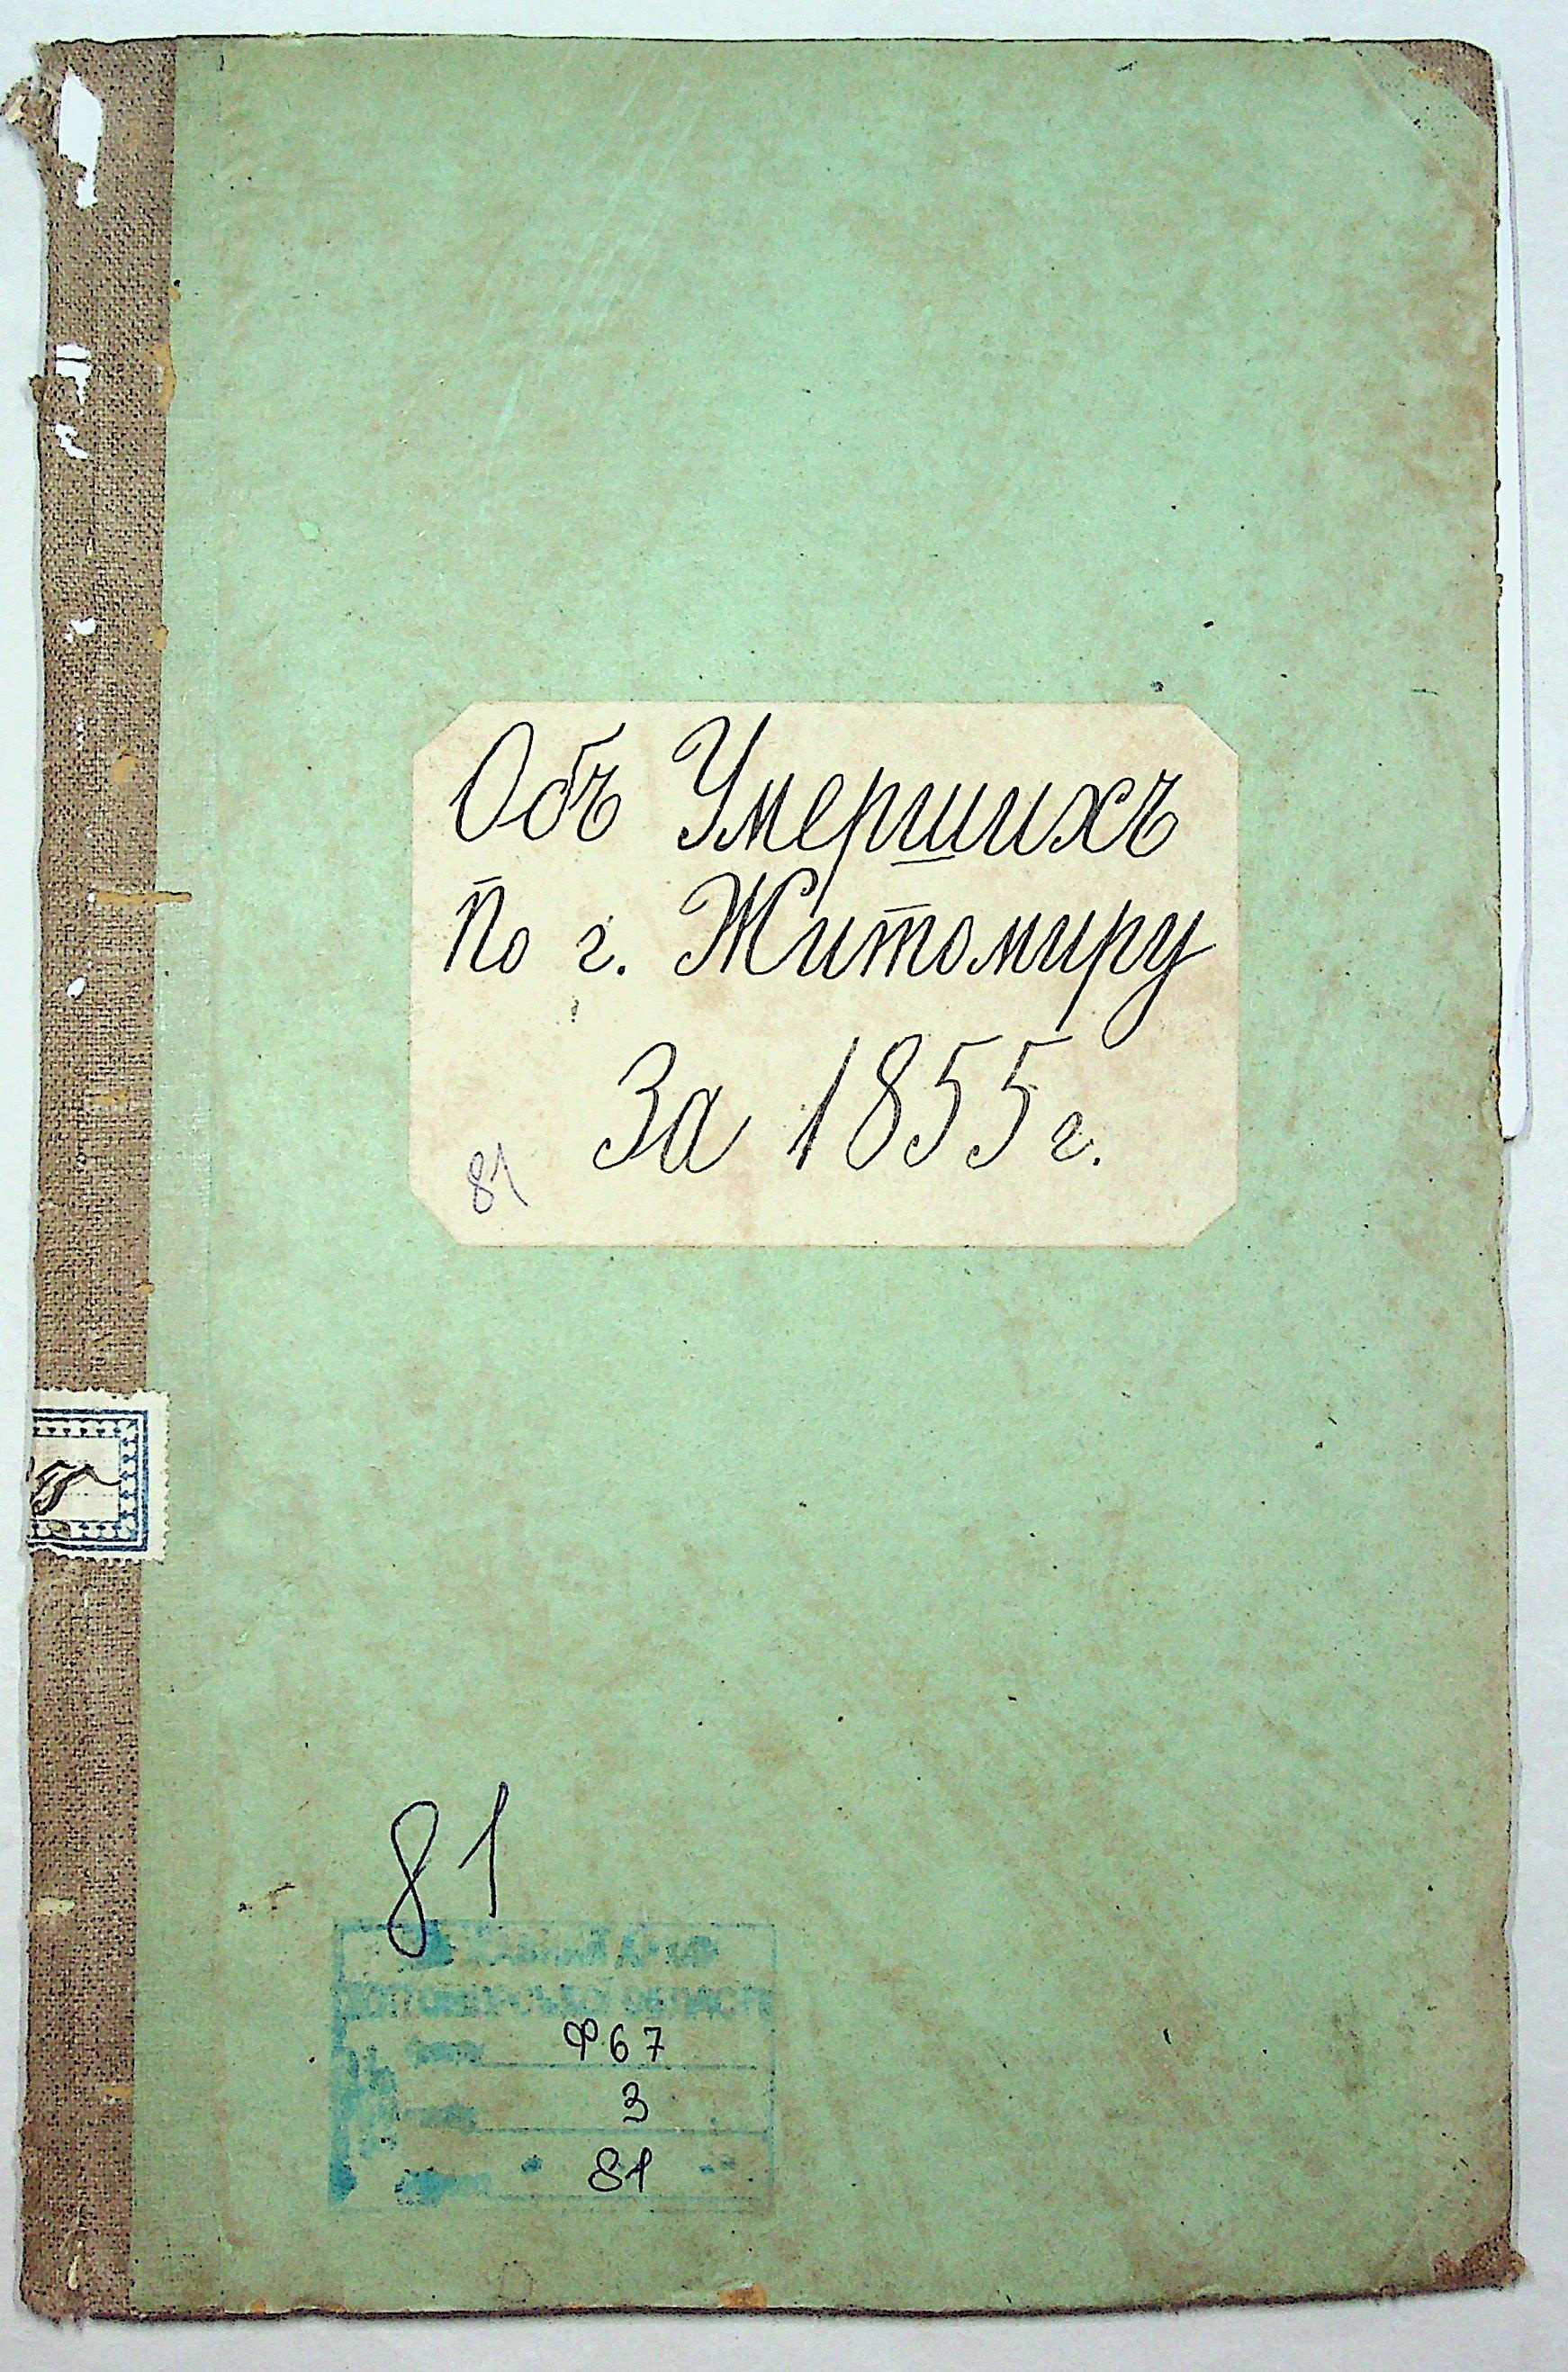 Объ Умершихъ
По г. Житомиру
За 1855 г.
81
81
Ф 67
3
81